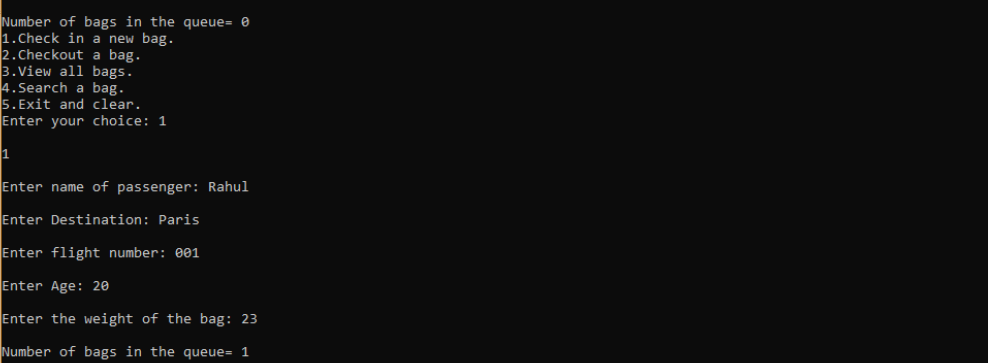 Number of bags in the queue= 0
1.Check in a new bag.
2.Checkout a bag.
3.View all bags.
4.Search a bag.
5.Exit and clear.
Enter your choice: 1
1
Enter name of passenger: Rahul
Enter Destination: Paris
Enter flight number: 001
Enter Age: 20
Enter the weight of the bag: 23
Number of bags in the queue= 1